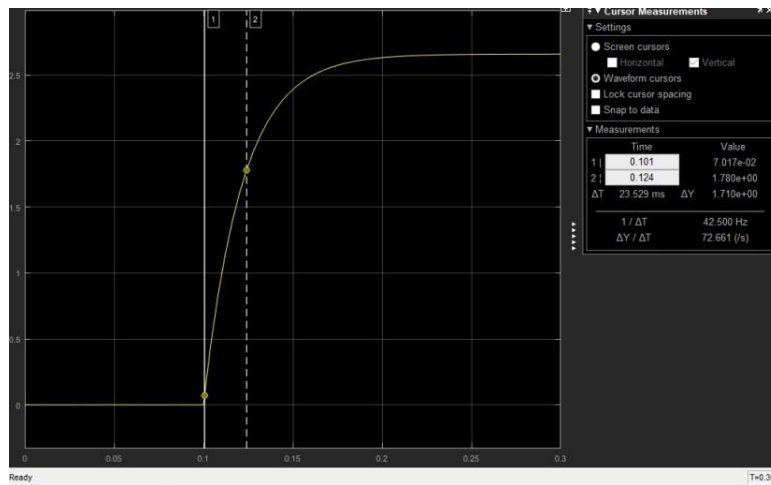 1
2
2.5
2
1.5
1
0.5
0
0
0.05
0.1
0.15
0.2
0.25
0.3
Ready
T=0.3
Cursor Measurements
Settings
Screen cursors
Horizontal
Vertical
Waveform cursors
Lock cursor spacing
Snap to data
Measurements
Time Value
1 | 0.101 7.017e-02
2 ¦ 0.124 1.780e+00
ΔT 23.529 ms ΔY 1.710e+00
1 / ΔT 42.500 Hz
ΔY / ΔT 72.661 (/s)